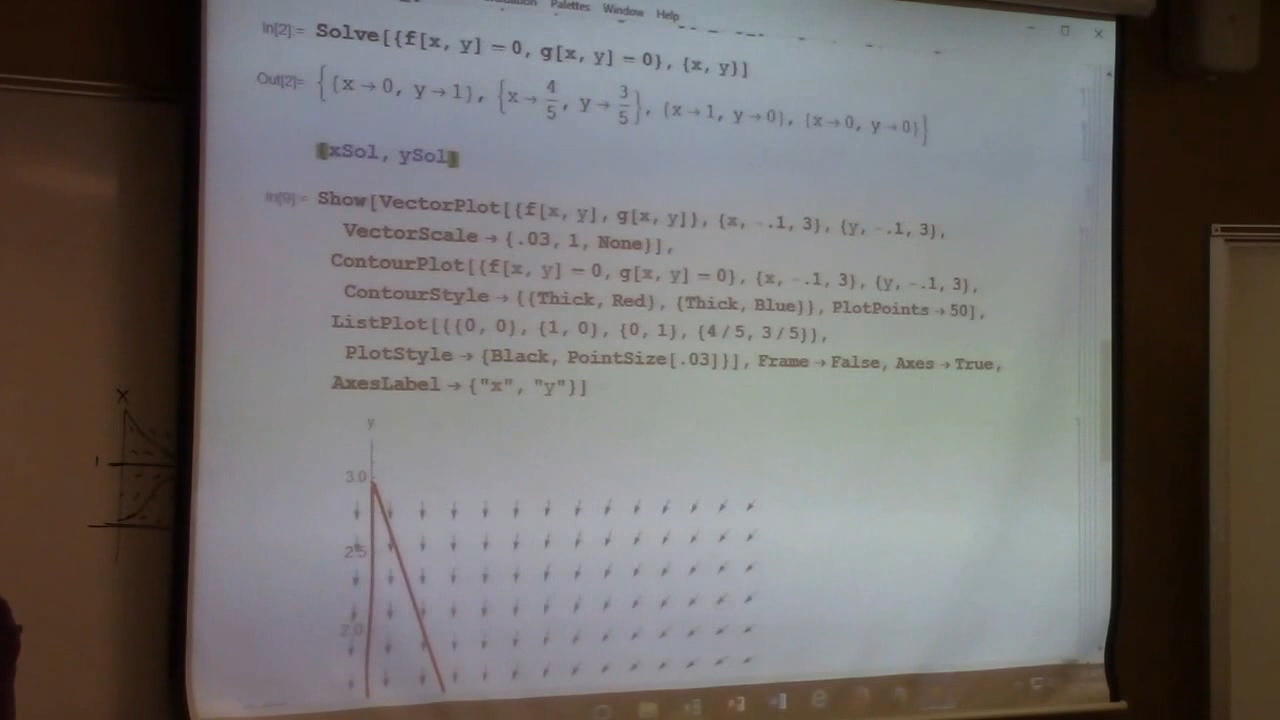 Palettes Window Help
In[2]:= Solve[{f[x, y] = 0, g[x, y] = 0}, {x, y}]
Out[2]= {{x → 0, y → 1}, {x → 4/5, y → 3/5}, {x → 1, y → 0}, {x → 0, y → 0}}
{xSol, ySol}
In[9]:= Show[VectorPlot[{f[x, y], g[x, y]}, {x, -.1, 3}, {y, -.1, 3},
VectorScale → {.03, 1, None}],
ContourPlot[{f[x, y] = 0, g[x, y] = 0}, {x, -.1, 3}, {y, -.1, 3},
ContourStyle → {{Thick, Red}, {Thick, Blue}}, PlotPoints → 50],
ListPlot[{{0, 0}, {1, 0}, {0, 1}, {4/5, 3/5}},
PlotStyle → {Black, PointSize[.03]}], Frame → False, Axes → True,
AxesLabel → {"x", "y"}]
y
3.0
2.5
2.0
x